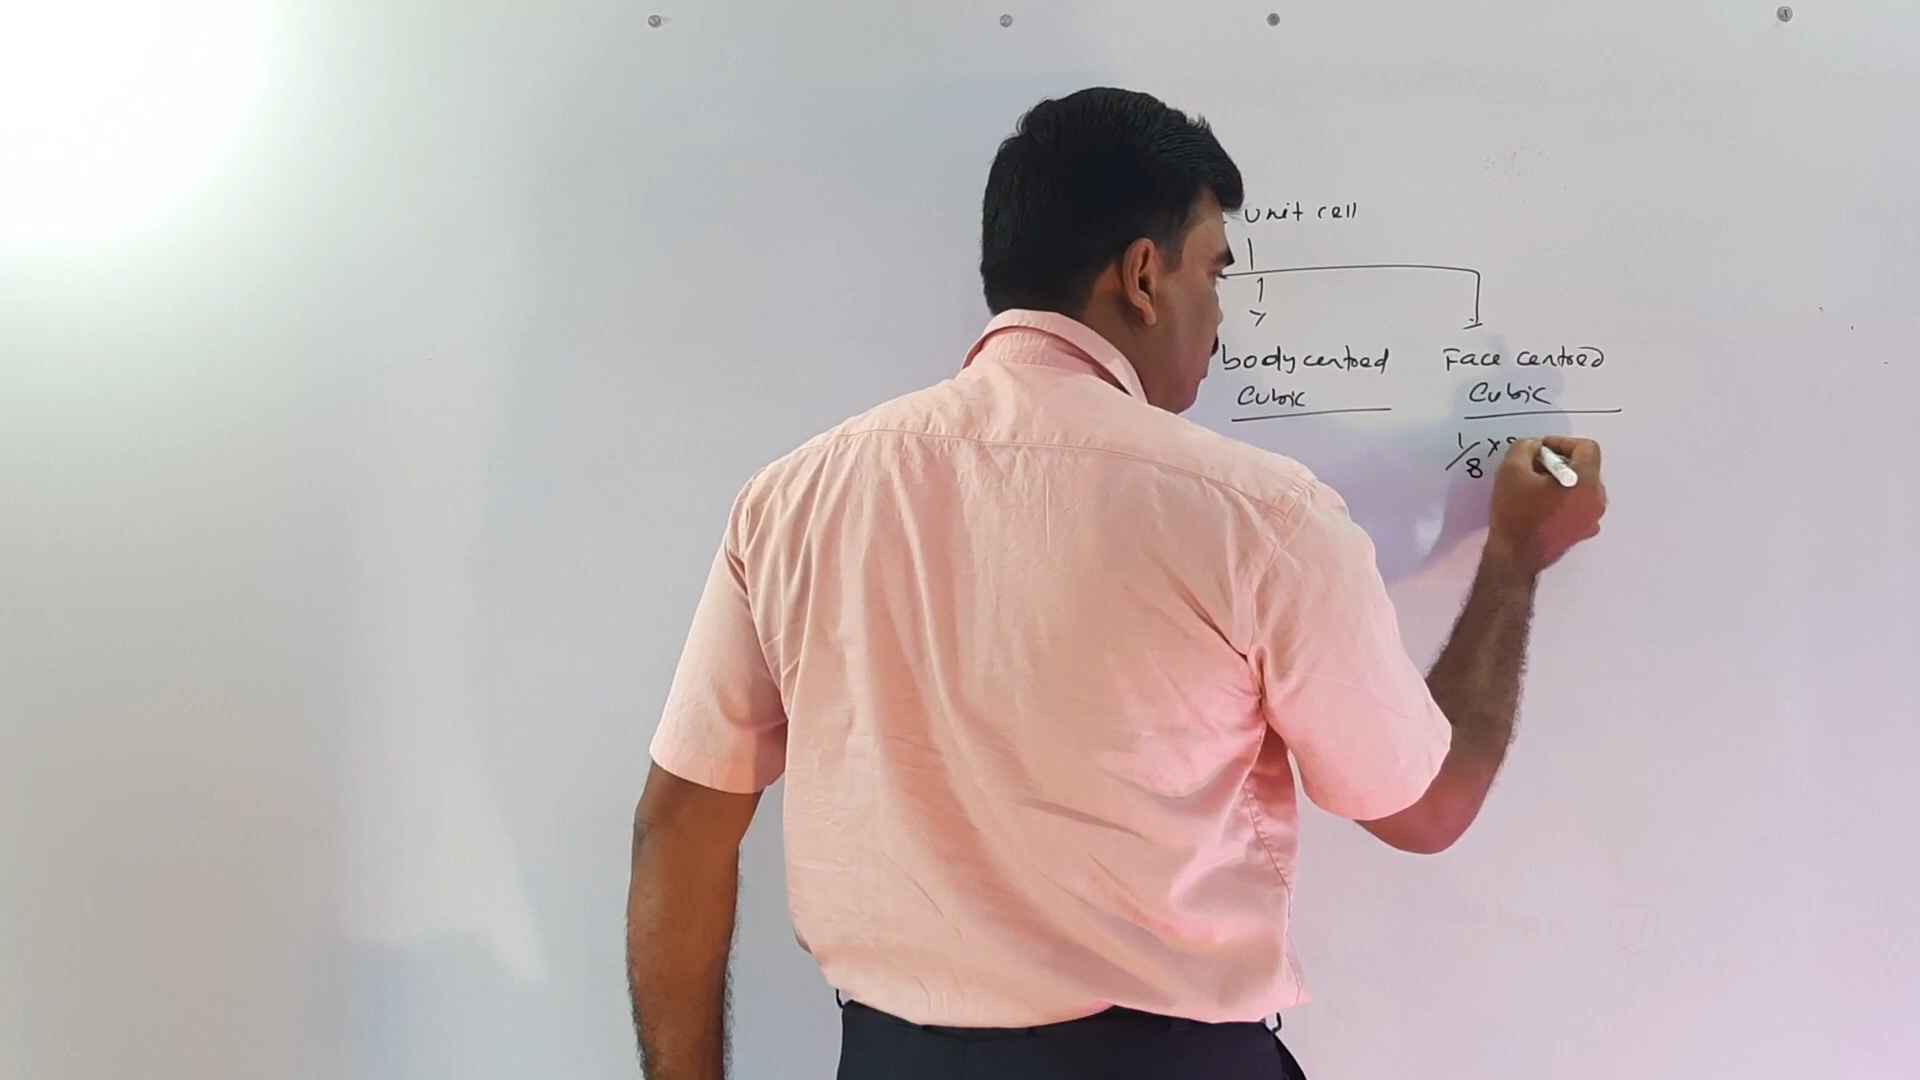 unit cell
body centred Face centred
Cubic Cubic
1/8 ×